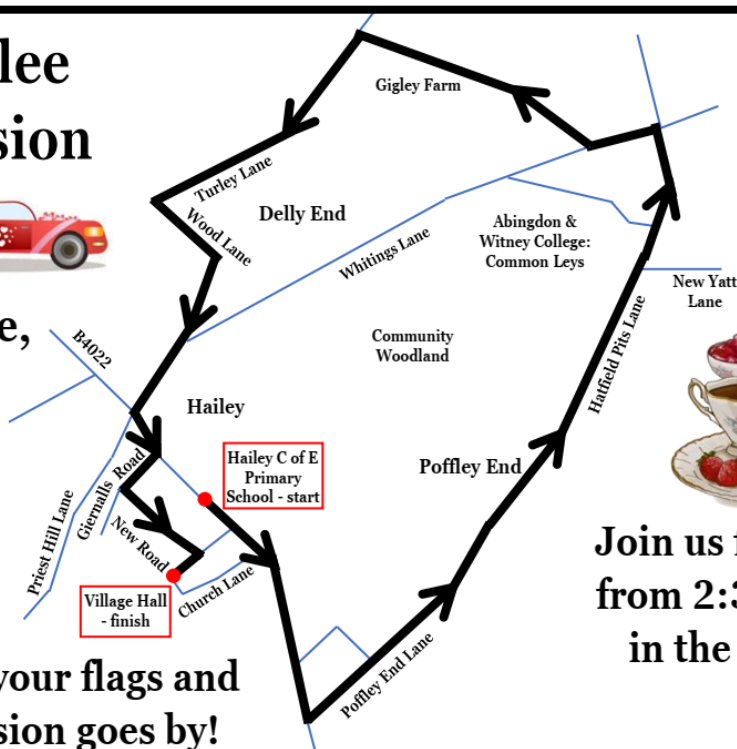 lee
sion
e,
Gigley Farm
Turley Lane
Wood Lane
Delly End
Whitings Lane
Abingdon &
Witney College:
Common Leys
New Yatt
Lane
Community
Woodland
Hatfield Pits Lane
B4022
Hailey
Hailey C of E
Primary
School - start
Poffley End
Giernalls Road
Priest Hill Lane
New Road
Church Lane
Village Hall
- finish
Poffley End Lane
Join us f
from 2:3
in the
your flags and
sion goes by!